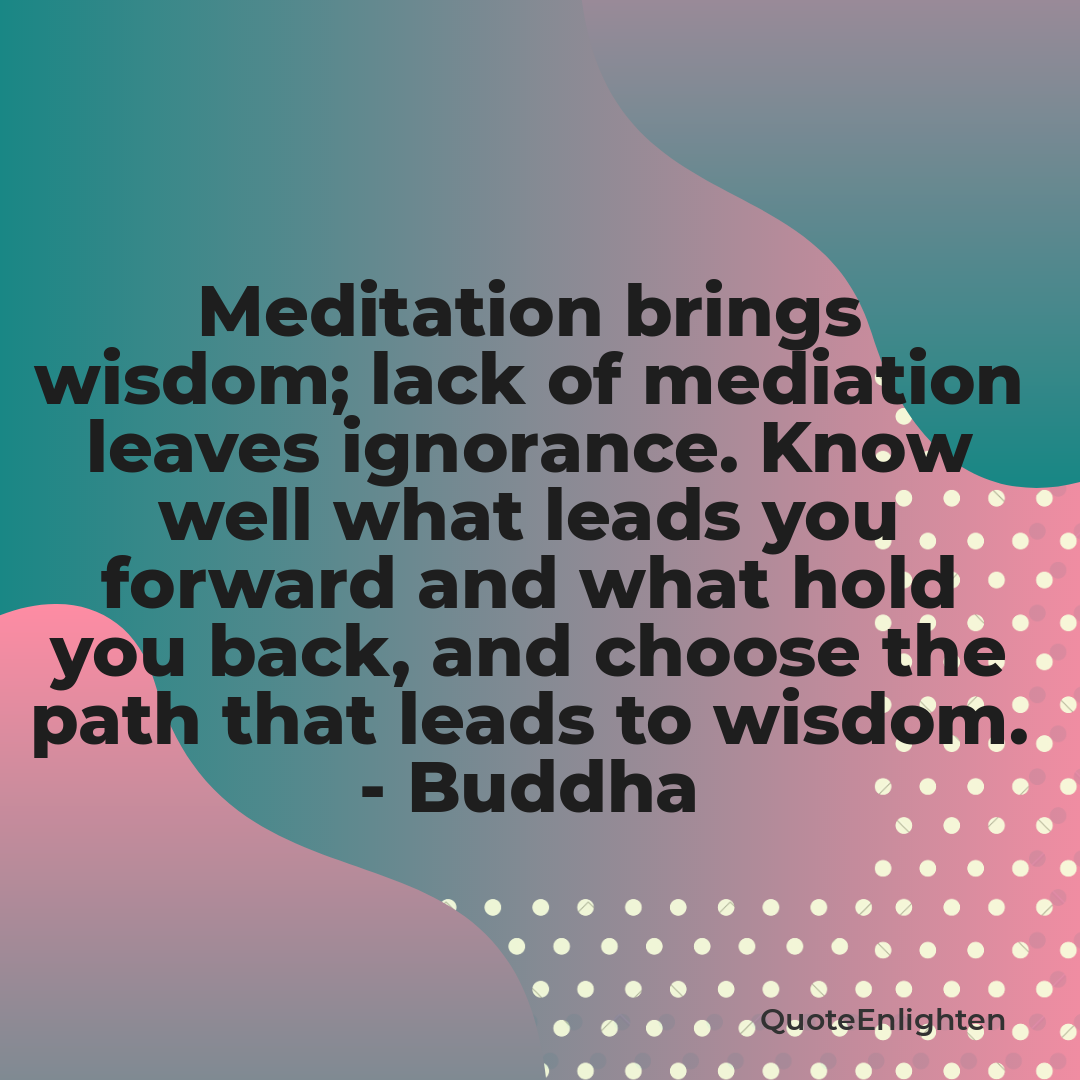 Meditation brings
wisdom; lack of mediation
leaves ignorance. Know
well what leads you
forward and what hold
you back, and choose the
path that leads to wisdom.
- Buddha
QuoteEnlighten